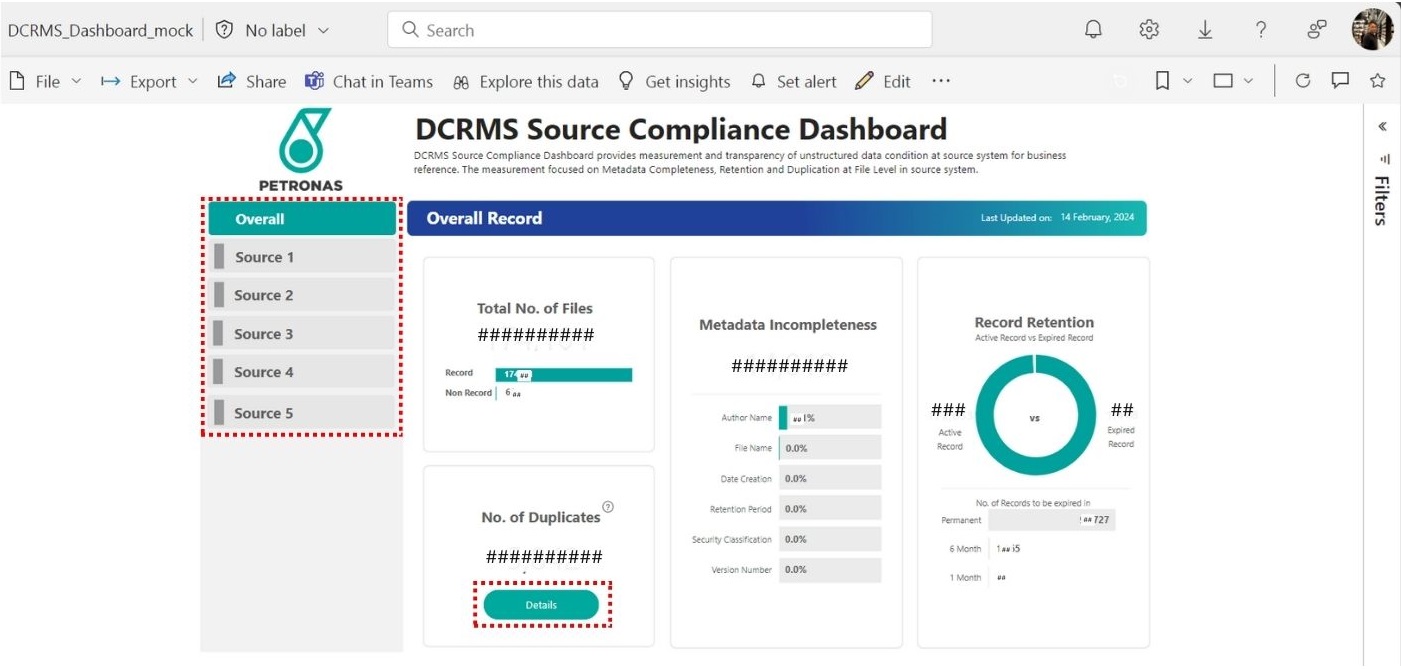 DCRMS_Dashboard_mock
No label
Search
File
Export
Share
Chat in Teams
Explore this data
Get insights
Set alert
Edit
PETRONAS
DCRMS Source Compliance Dashboard
DCRMS Source Compliance Dashboard provides measurement and transparency of unstructured data condition at source system for business
reference. The measurement focused on Metadata Completeness, Retention and Duplication at File Level in source system.
Filters
Overall
Source 1
Source 2
Source 3
Source 4
Source 5
Overall Record
Last Updated on: 14 February, 2024
Total No. of Files
##########
Record 174 ##
Non Record 6 ##
No. of Duplicates ?
##########
Details
Metadata Incompleteness
##########
Author Name ## %
File Name 0.0%
Date Creation 0.0%
Retention Period 0.0%
Security Classification 0.0%
Version Number 0.0%
Record Retention
Active Record vs Expired Record
### 
Active
Record
vs
##
Expired
Record
No. of Records to be expired in
Permanent ## 727
6 Month ##
1 Month ##